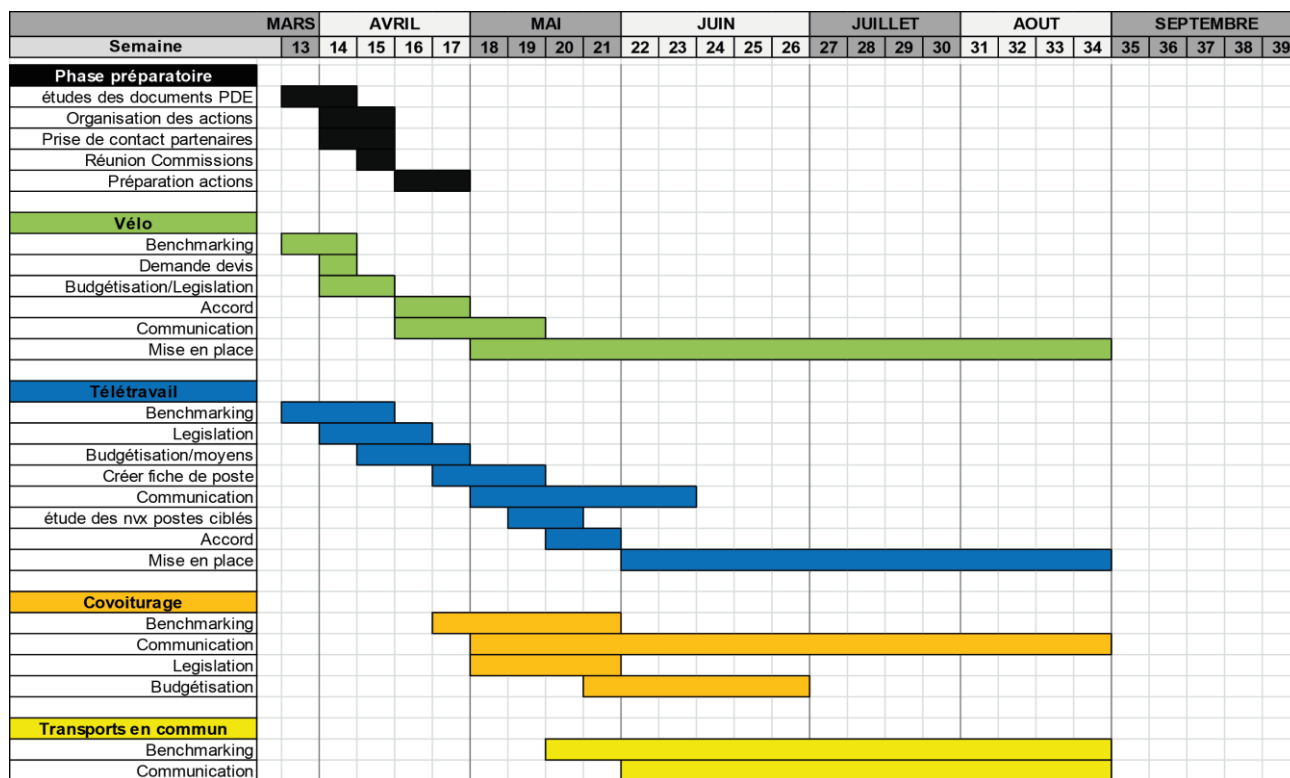 MARS AVRIL MAI JUIN JUILLET AOUT SEPTEMBRE
Semaine 13 14 15 16 17 18 19 20 21 22 23 24 25 26 27 28 29 30 31 32 33 34 35 36 37 38 39
Phase préparatoire
études des documents PDE
Organisation des actions
Prise de contact partenaires
Réunion Commissions
Préparation actions
Vélo
Benchmarking
Demande devis
Budgétisation/Legislation
Accord
Communication
Mise en place
Télétravail
Benchmarking
Legislation
Budgétisation/moyens
Créer fiche de poste
Communication
étude des nvx postes ciblés
Accord
Mise en place
Covoiturage
Benchmarking
Communication
Legislation
Budgétisation
Transports en commun
Benchmarking
Communication